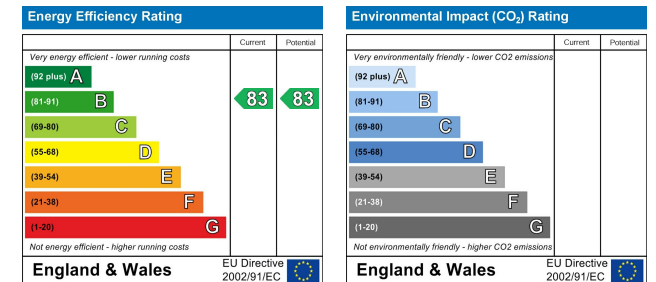 Energy Efficiency Rating
Current Potential
Very energy efficient - lower running costs
(92 plus) A
(81-91) B 83 83
(69-80) C
(55-68) D
(39-54) E
(21-38) F
(1-20) G
Not energy efficient - higher running costs
England & Wales EU Directive
2002/91/EC
Environmental Impact (CO₂) Rating
Current Potential
Very environmentally friendly - lower CO2 emissions
(92 plus) A
(81-91) B
(69-80) C
(55-68) D
(39-54) E
(21-38) F
(1-20) G
Not environmentally friendly - higher CO2 emissions
England & Wales EU Directive
2002/91/EC